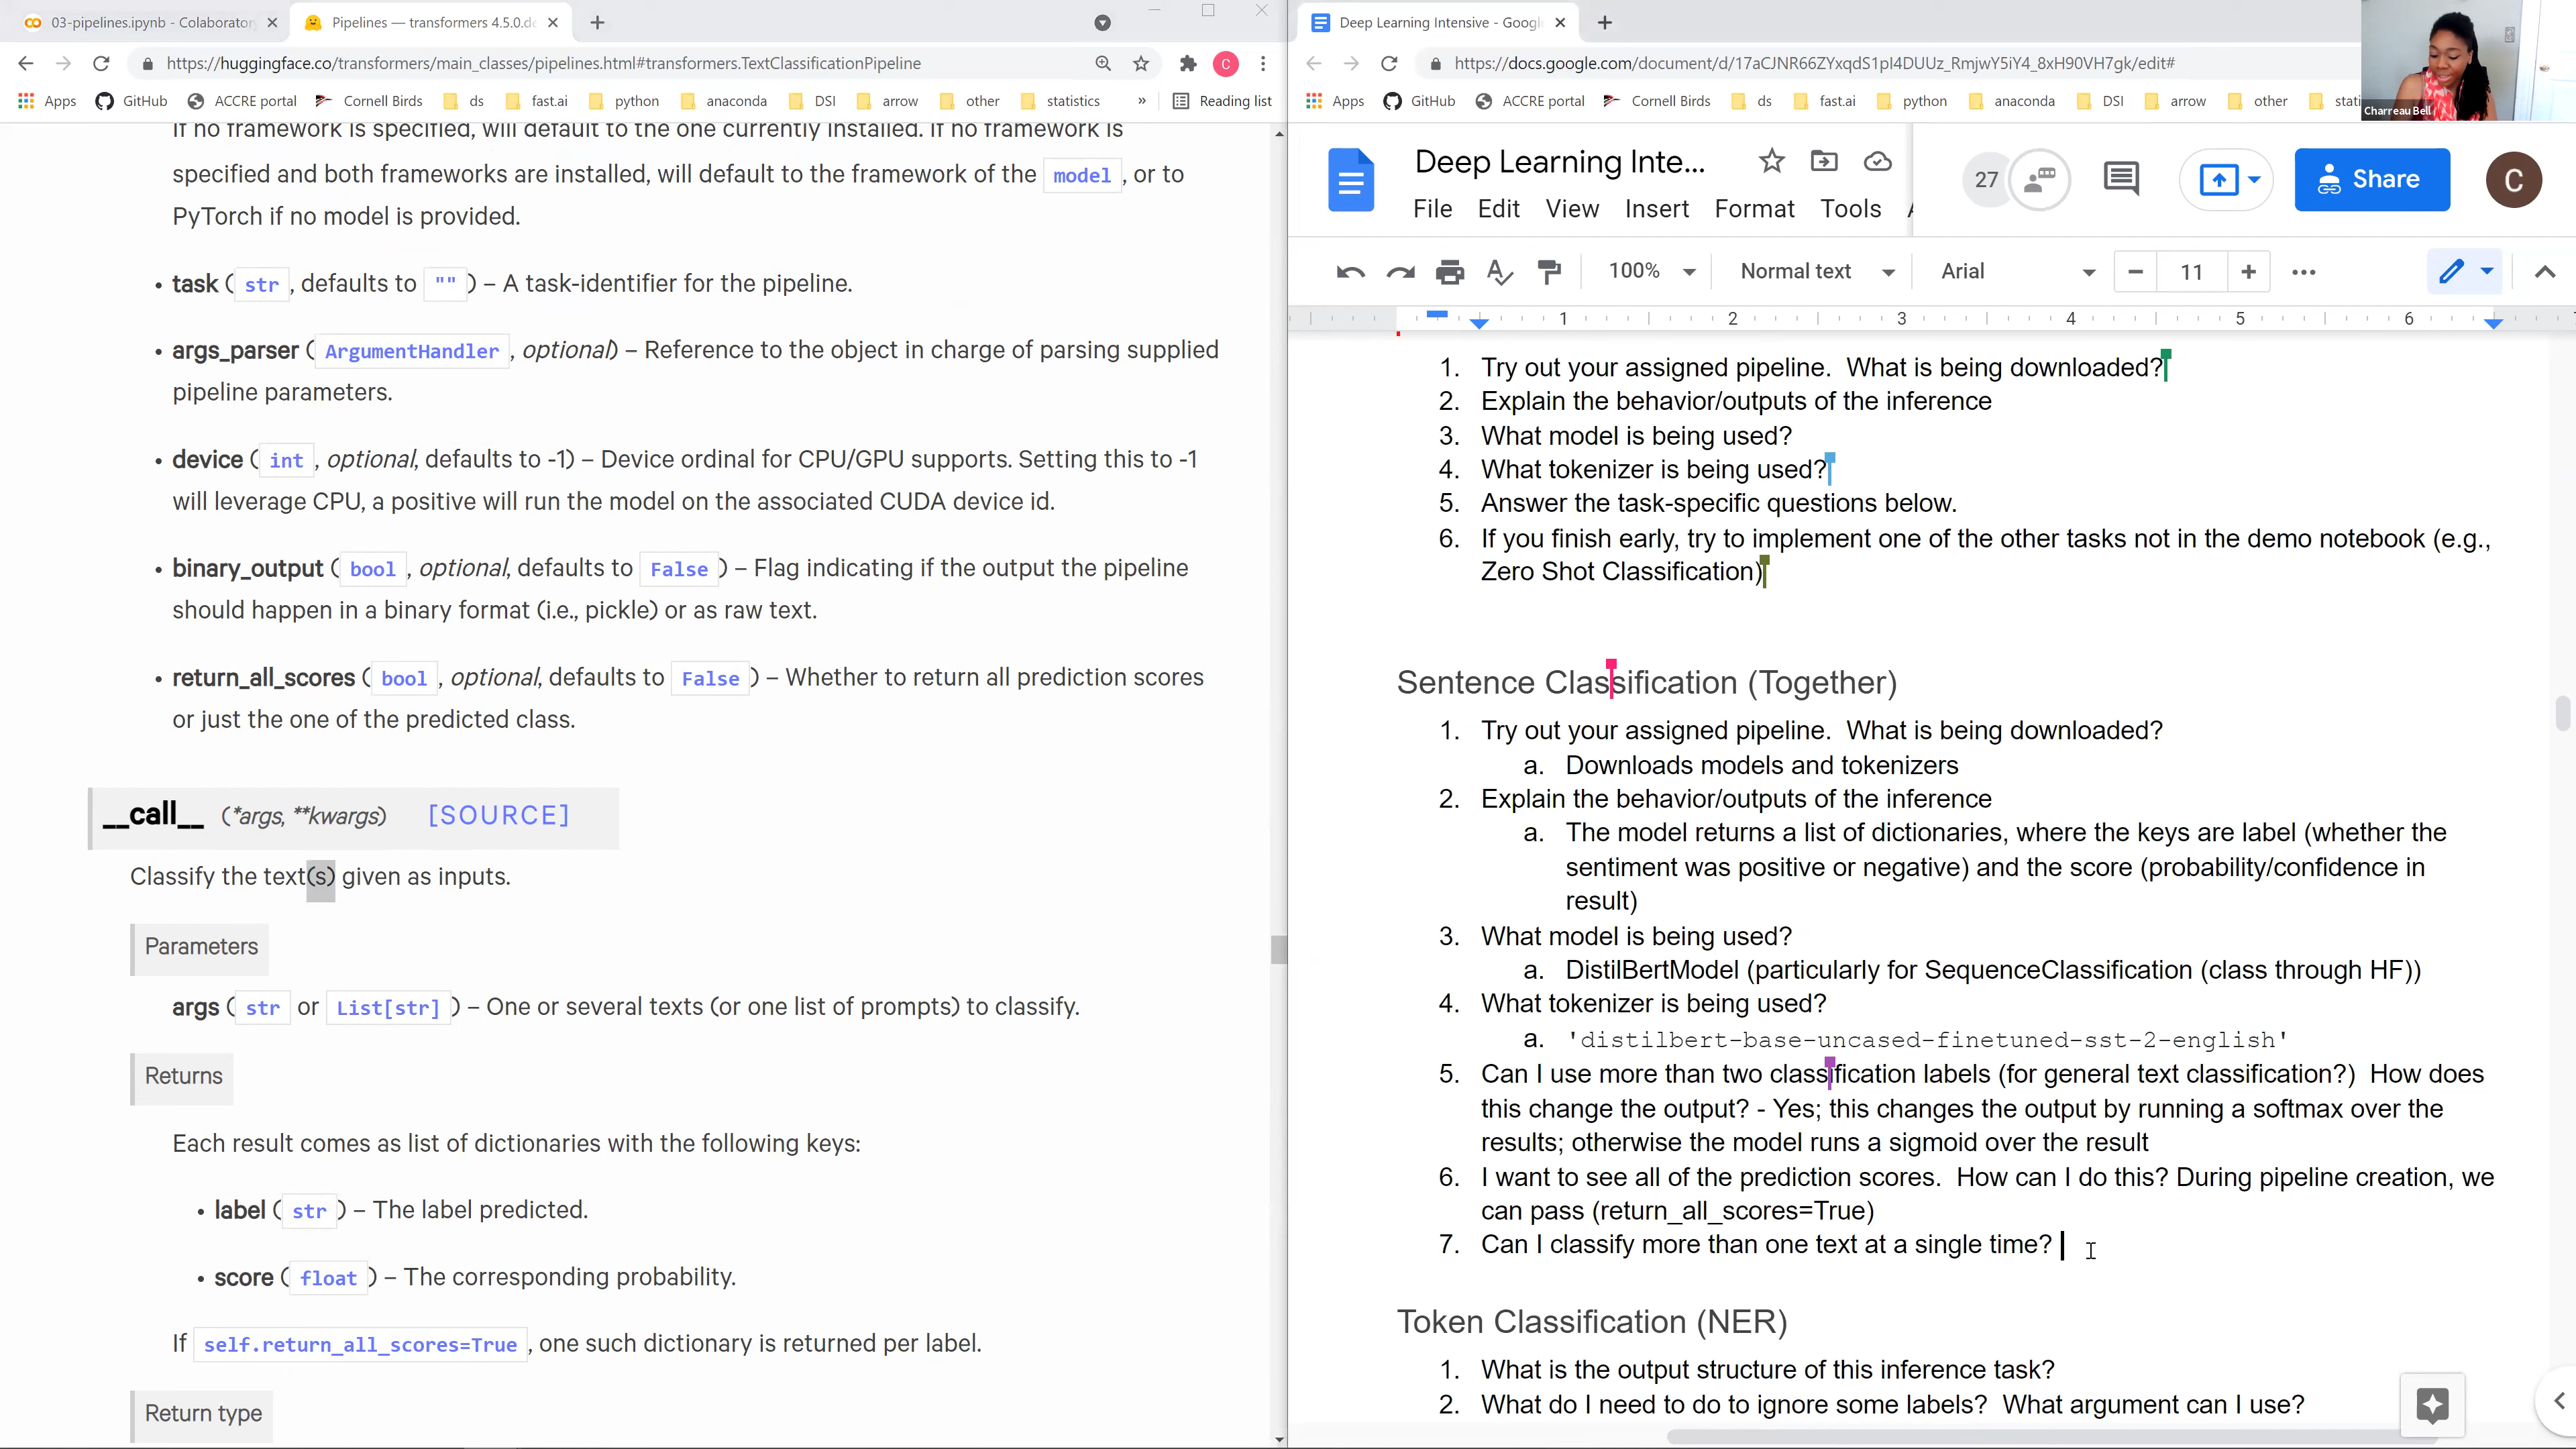 03-pipelines.ipynb - Colaboratory
Pipelines — transformers 4.5.0.d
https://huggingface.co/transformers/main_classes/pipelines.html#transformers.TextClassificationPipeline
C
Apps GitHub ACCRE portal Cornell Birds ds fast.ai python anaconda DSI arrow other statistics » Reading list
If no framework is specified, will default to the one currently installed. If no framework is
specified and both frameworks are installed, will default to the framework of the model, or to
PyTorch if no model is provided.
• task (str, defaults to "") – A task-identifier for the pipeline.
• args_parser (ArgumentHandler, optional) – Reference to the object in charge of parsing supplied
pipeline parameters.
• device (int, optional, defaults to -1) – Device ordinal for CPU/GPU supports. Setting this to -1
will leverage CPU, a positive will run the model on the associated CUDA device id.
• binary_output (bool, optional, defaults to False) – Flag indicating if the output the pipeline
should happen in a binary format (i.e., pickle) or as raw text.
• return_all_scores (bool, optional, defaults to False) – Whether to return all prediction scores
or just the one of the predicted class.
__call__ (*args, **kwargs) [SOURCE]
Classify the text(s) given as inputs.
Parameters
args (str or List[str]) – One or several texts (or one list of prompts) to classify.
Returns
Each result comes as list of dictionaries with the following keys:
• label (str) – The label predicted.
• score (float) – The corresponding probability.
If self.return_all_scores=True, one such dictionary is returned per label.
Return type
Deep Learning Intensive - Googl
https://docs.google.com/document/d/17aCJNR66ZYxqdS1pI4DUUz_RmjwY5iY4_8xH90VH7gk/edit#
Apps GitHub ACCRE portal Cornell Birds ds fast.ai python anaconda DSI arrow other stati
Charreau Bell
Deep Learning Inte...
27
Share
C
File Edit View Insert Format Tools
100% Normal text Arial − 11 +
1 2 3 4 5 6
1. Try out your assigned pipeline. What is being downloaded?
2. Explain the behavior/outputs of the inference
3. What model is being used?
4. What tokenizer is being used?
5. Answer the task-specific questions below.
6. If you finish early, try to implement one of the other tasks not in the demo notebook (e.g.,
Zero Shot Classification)
Sentence Classification (Together)
1. Try out your assigned pipeline. What is being downloaded?
a. Downloads models and tokenizers
2. Explain the behavior/outputs of the inference
a. The model returns a list of dictionaries, where the keys are label (whether the
sentiment was positive or negative) and the score (probability/confidence in
result)
3. What model is being used?
a. DistilBertModel (particularly for SequenceClassification (class through HF))
4. What tokenizer is being used?
a. 'distilbert-base-uncased-finetuned-sst-2-english'
5. Can I use more than two classification labels (for general text classification?) How does
this change the output? - Yes; this changes the output by running a softmax over the
results; otherwise the model runs a sigmoid over the result
6. I want to see all of the prediction scores. How can I do this? During pipeline creation, we
can pass (return_all_scores=True)
7. Can I classify more than one text at a single time?
Token Classification (NER)
1. What is the output structure of this inference task?
2. What do I need to do to ignore some labels? What argument can I use?